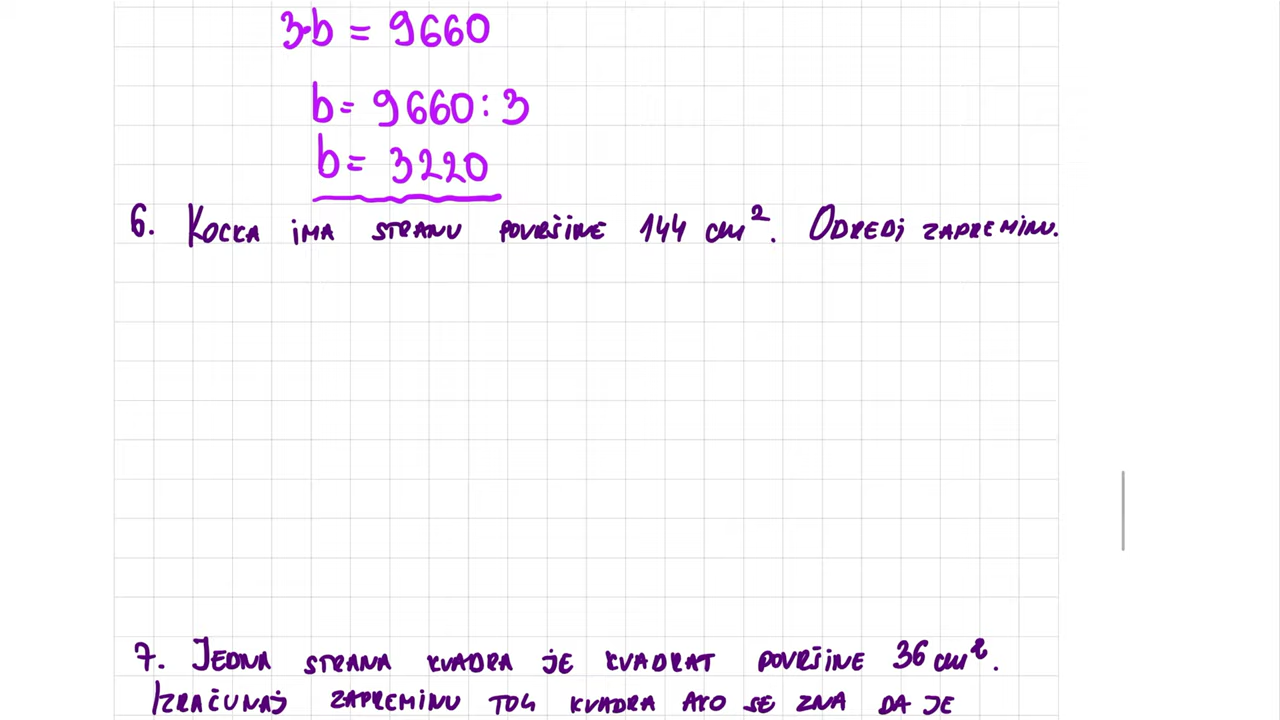 3·b = 9660
b = 9660 : 3
b = 3220
6. Kocka ima stranu površine 144 cm². Odredi zapreminu.
7. Jedna strana kvadra je kvadrat površine 36 cm².
Izračunaj zapreminu tog kvadra ako se zna da je